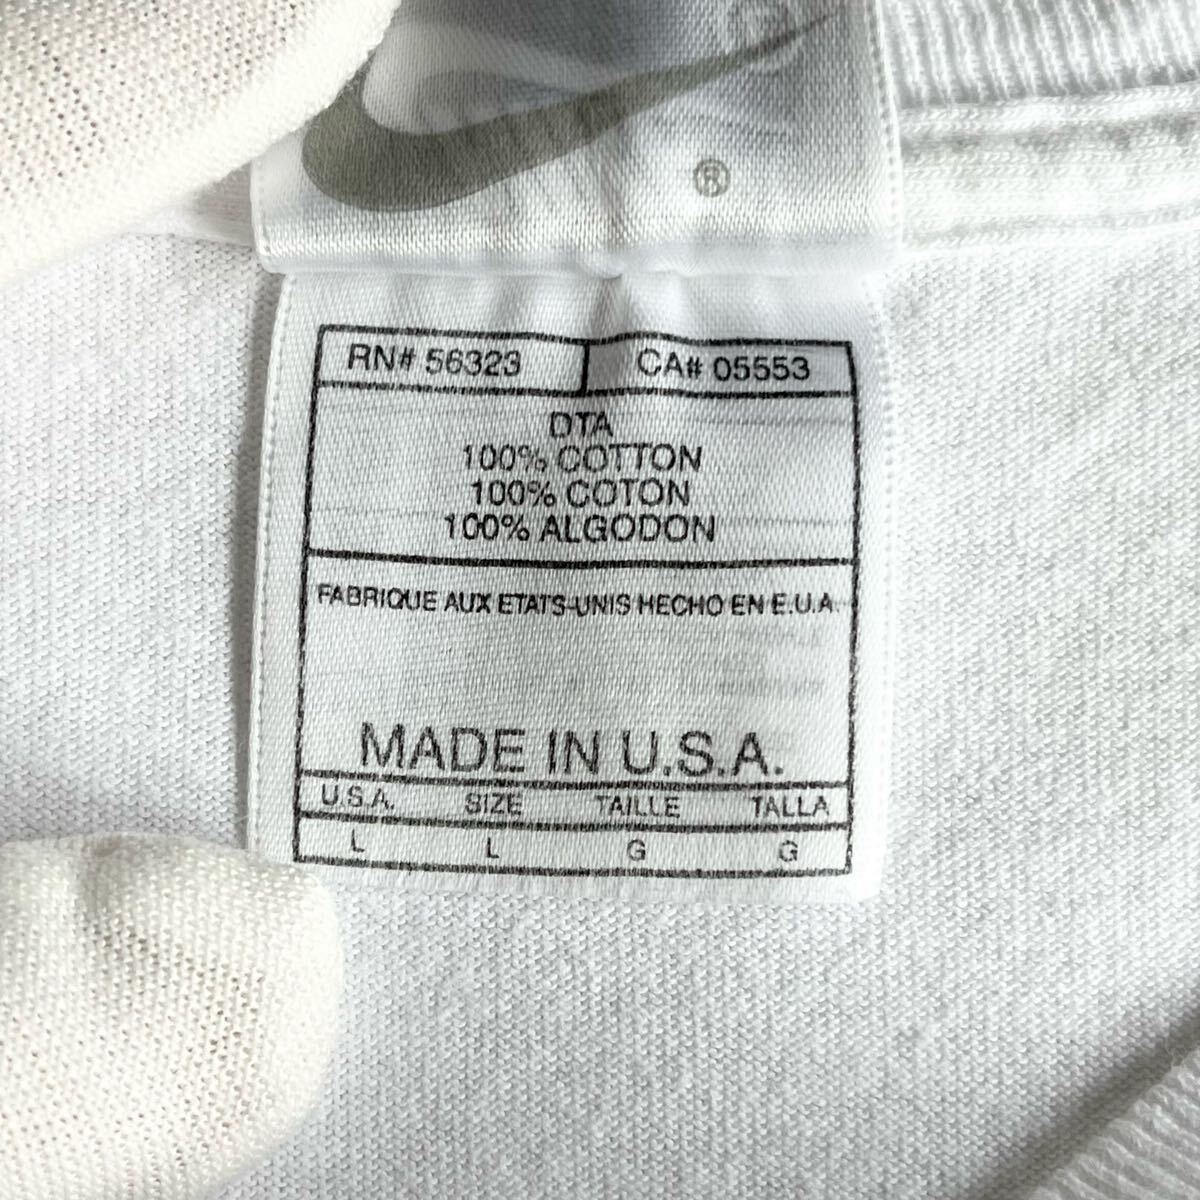 ®
RN# 56323 CA# 05553
DTA
100% COTTON
100% COTON
100% ALGODON
FABRIQUE AUX ETATS-UNIS HECHO EN E.U.A.
MADE IN U.S.A.
U.S.A. SIZE TAILLE TALLA
L L G G